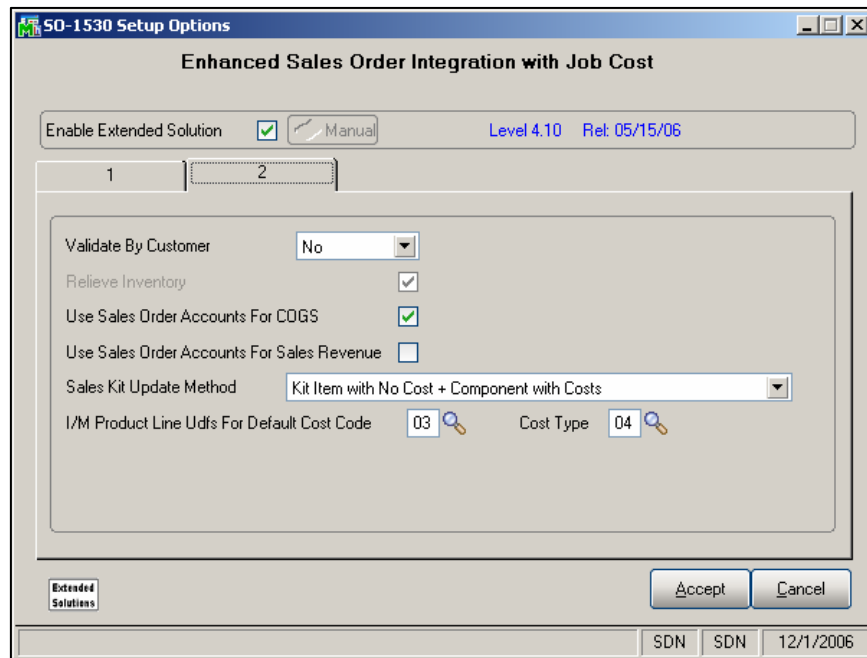 SO-1530 Setup Options
Enhanced Sales Order Integration with Job Cost
Enable Extended Solution Manual Level 4.10 Rel: 05/15/06
1 2
Validate By Customer No
Relieve Inventory
Use Sales Order Accounts For COGS
Use Sales Order Accounts For Sales Revenue
Sales Kit Update Method Kit Item with No Cost + Component with Costs
I/M Product Line Udfs For Default Cost Code 03 Cost Type 04
Extended
Solutions
Accept Cancel
SDN SDN 12/1/2006